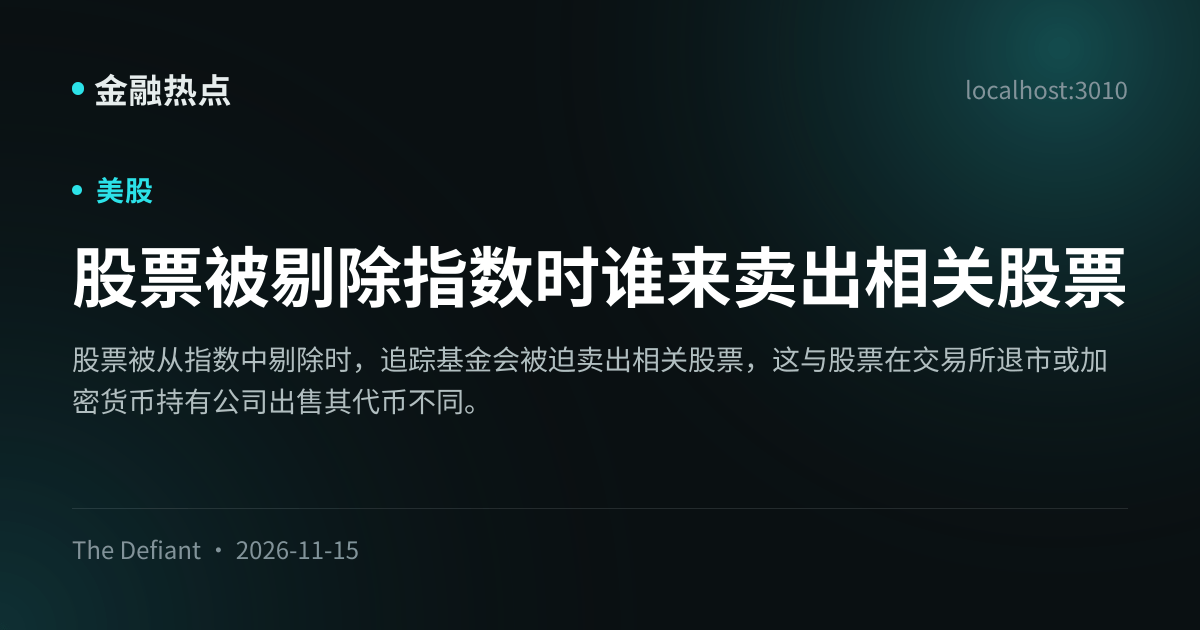 金融热点
localhost:3010
美股
股票被剔除指数时谁来卖出相关股票
股票被从指数中剔除时，追踪基金会被迫卖出相关股票，这与股票在交易所退市或加
密货币持有公司出售其代币不同。
The Defiant · 2026-11-15